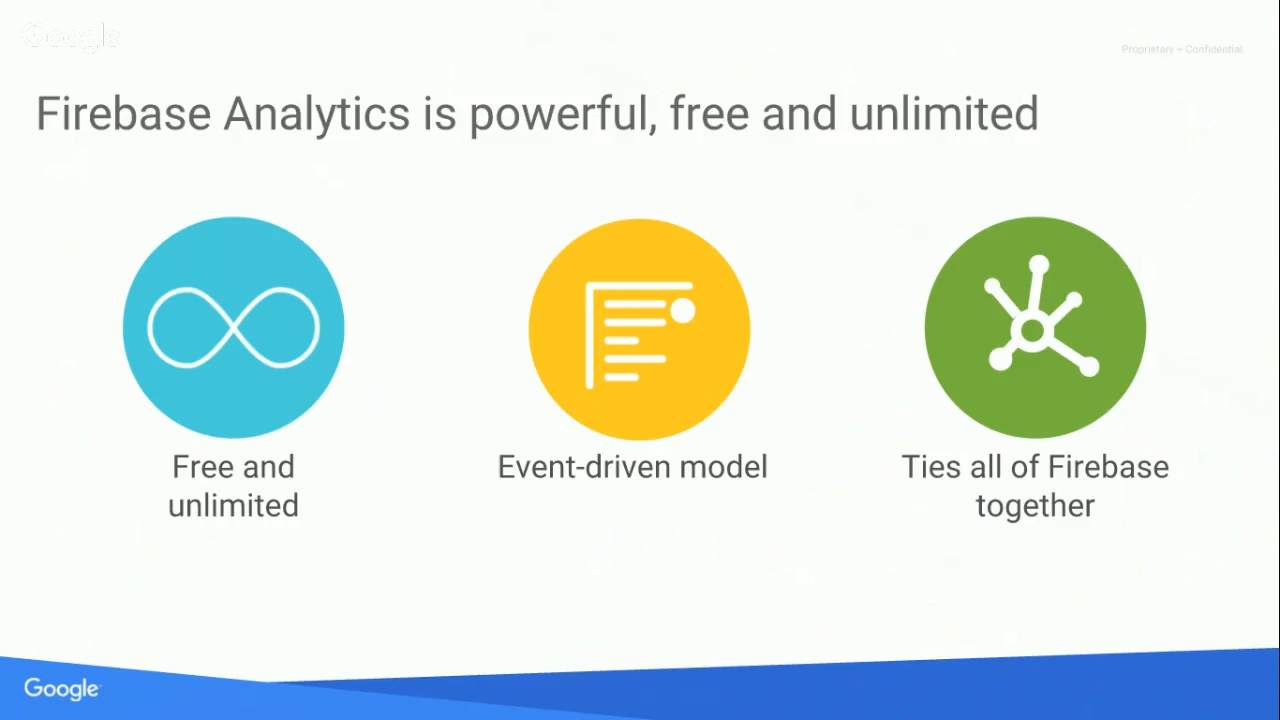 Google
Proprietary + Confidential
Firebase Analytics is powerful, free and unlimited
Free and
unlimited
Event-driven model
Ties all of Firebase
together
Google